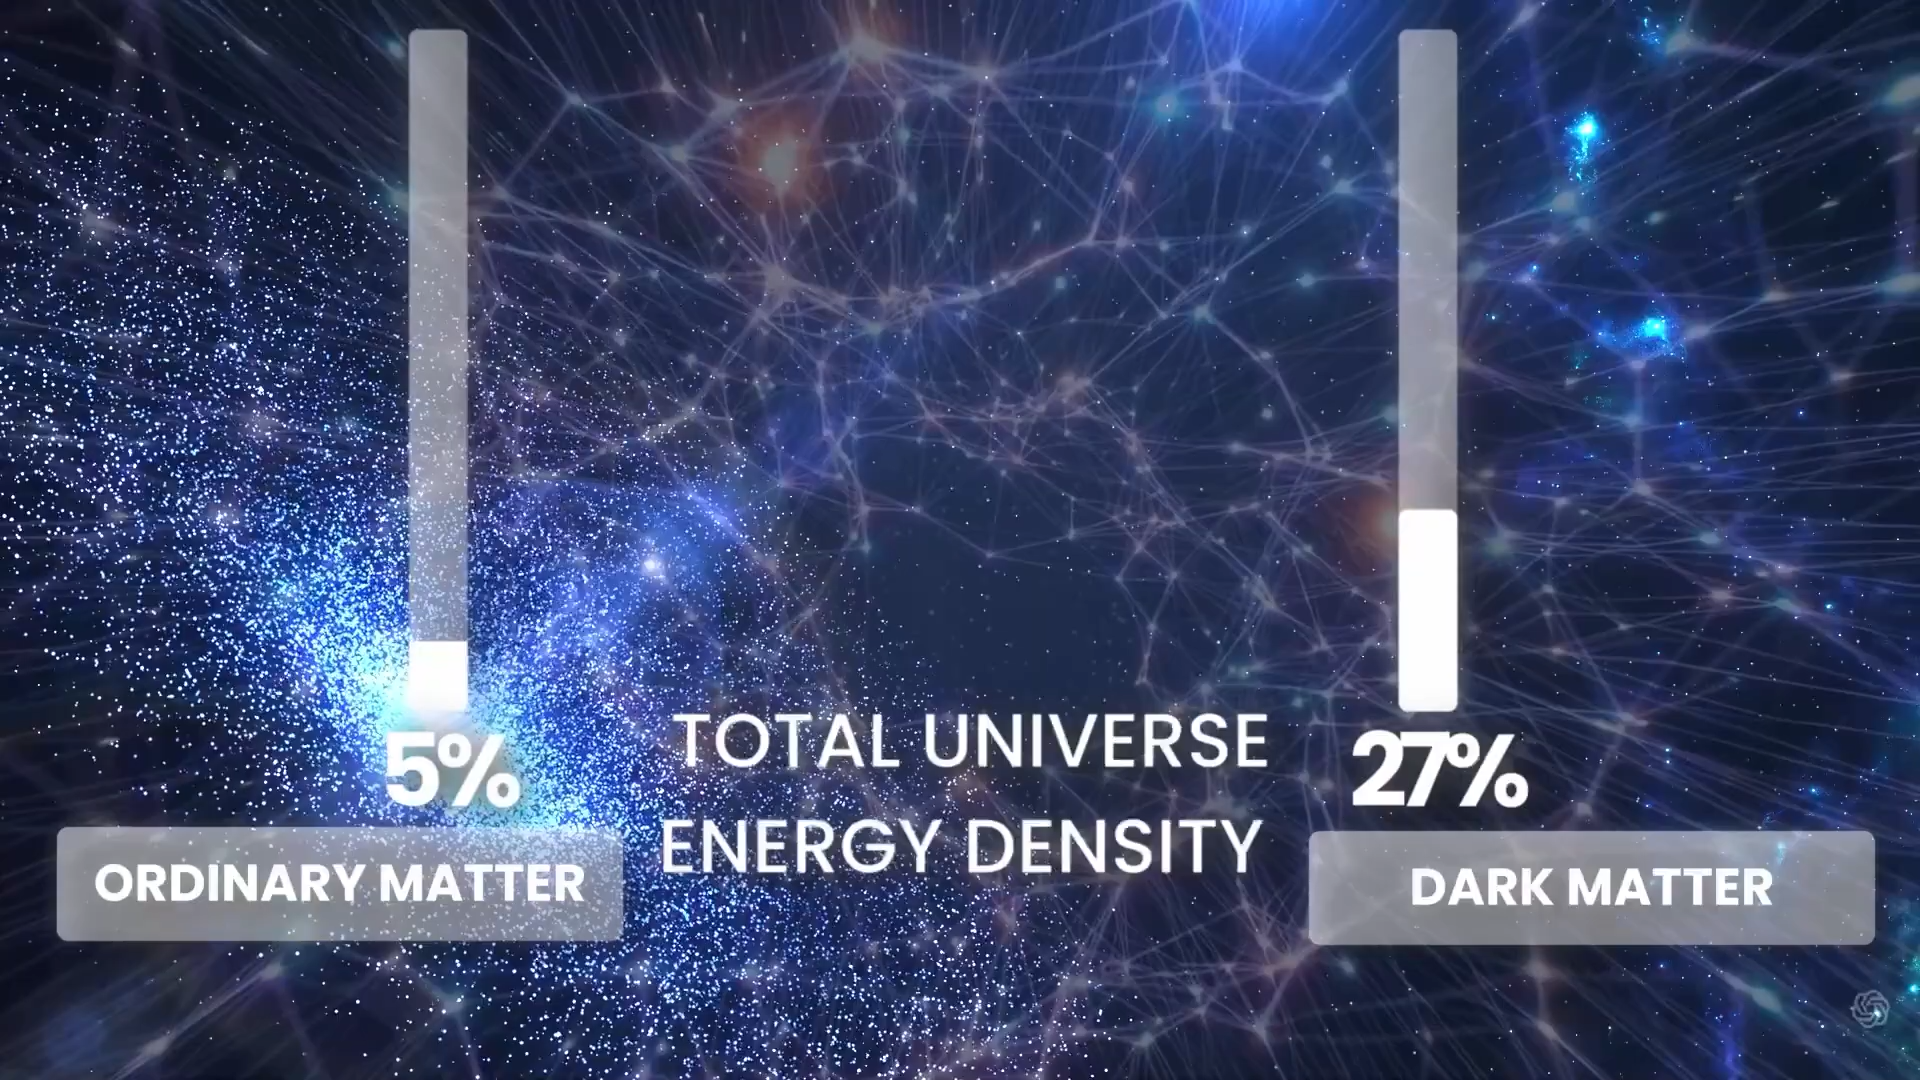 5%
ORDINARY MATTER
TOTAL UNIVERSE
ENERGY DENSITY
27%
DARK MATTER